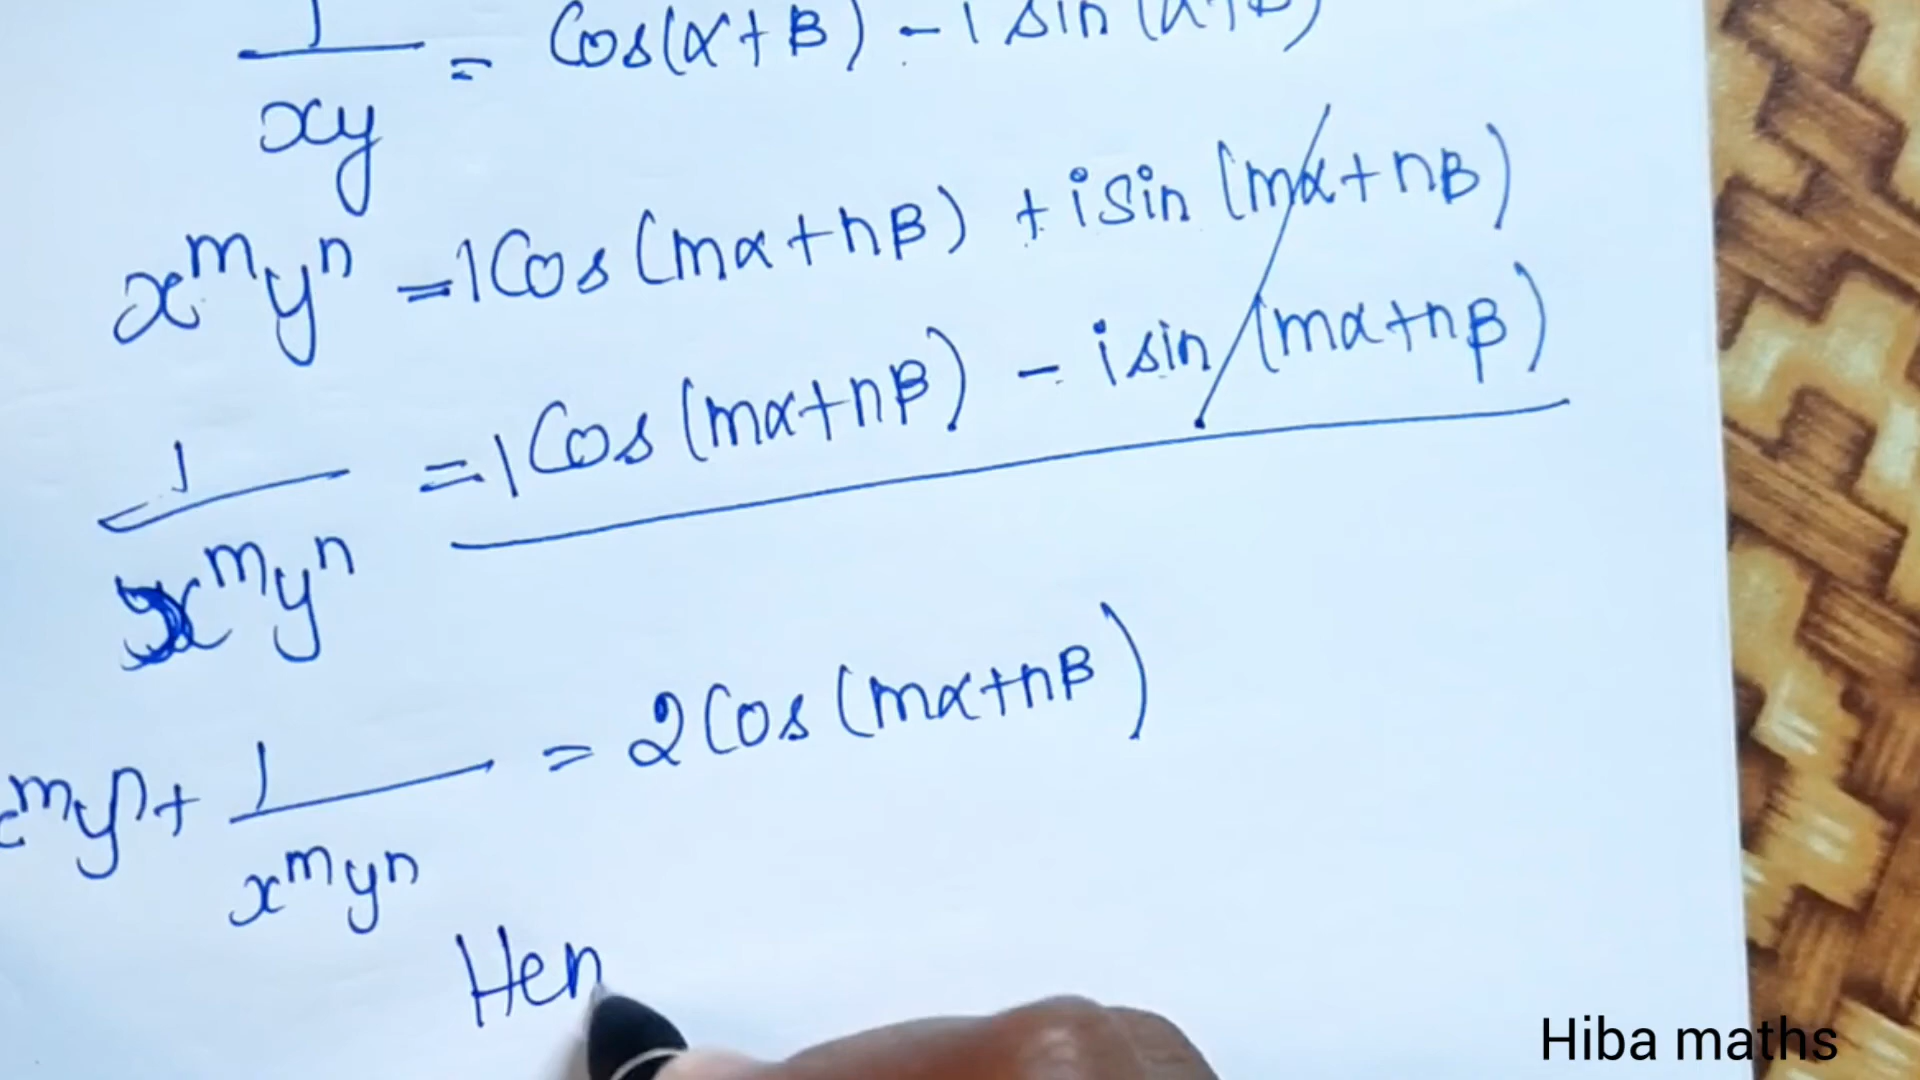 1/xy = Cos(α+β) - i sin(α+β)
x^m y^n = 1Cos(mα+nβ) + i Sin(mα+nβ)
1/x^m y^n = 1Cos(mα+nβ) - i sin(mα+nβ)
x^m y^n + 1/x^m y^n = 2Cos(mα+nβ)
Hen
Hiba maths